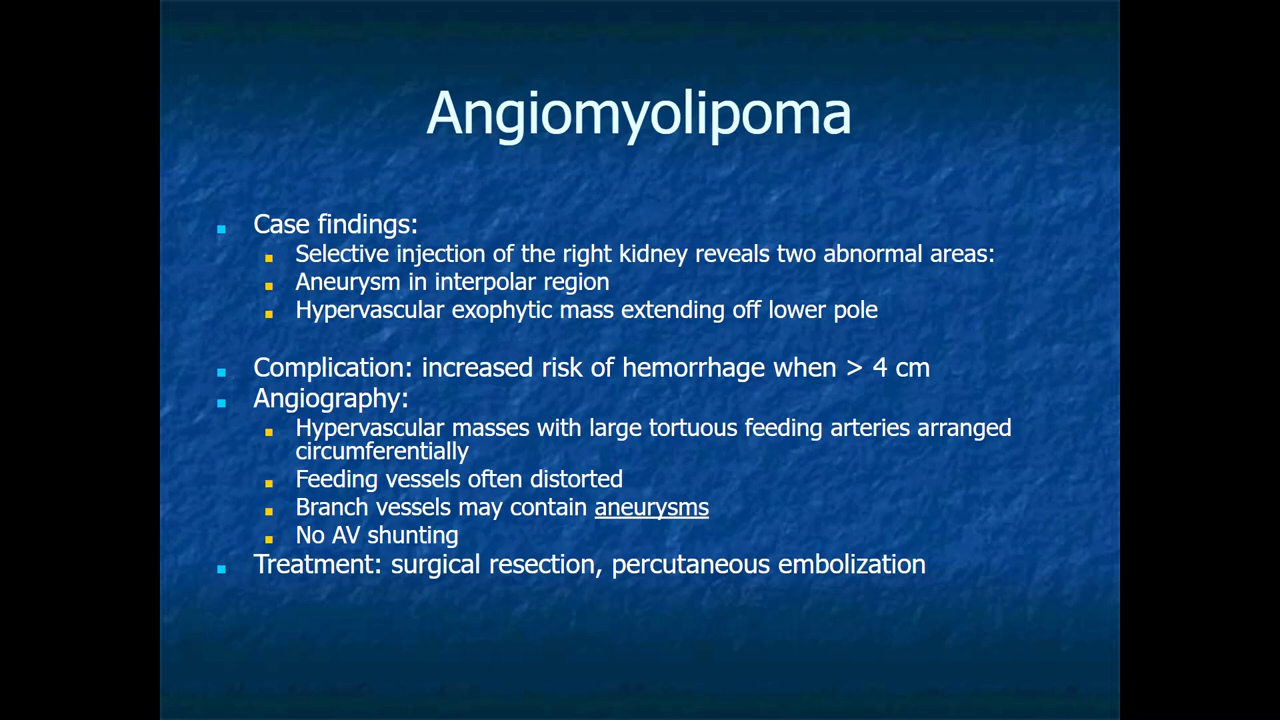 Angiomyolipoma
Case findings:
Selective injection of the right kidney reveals two abnormal areas:
Aneurysm in interpolar region
Hypervascular exophytic mass extending off lower pole
Complication: increased risk of hemorrhage when > 4 cm
Angiography:
Hypervascular masses with large tortuous feeding arteries arranged
circumferentially
Feeding vessels often distorted
Branch vessels may contain aneurysms
No AV shunting
Treatment: surgical resection, percutaneous embolization